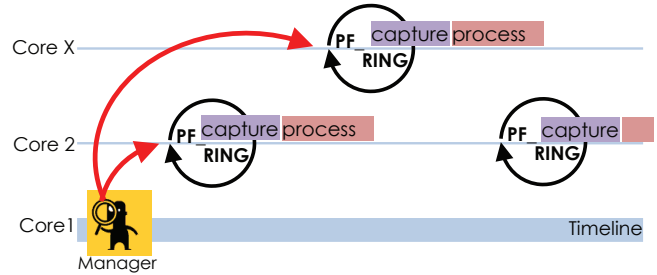 Core X
PF_ capture process
RING
Core 2
PF_ capture process
RING
PF_ capture
RING
Core1
Timeline
Manager